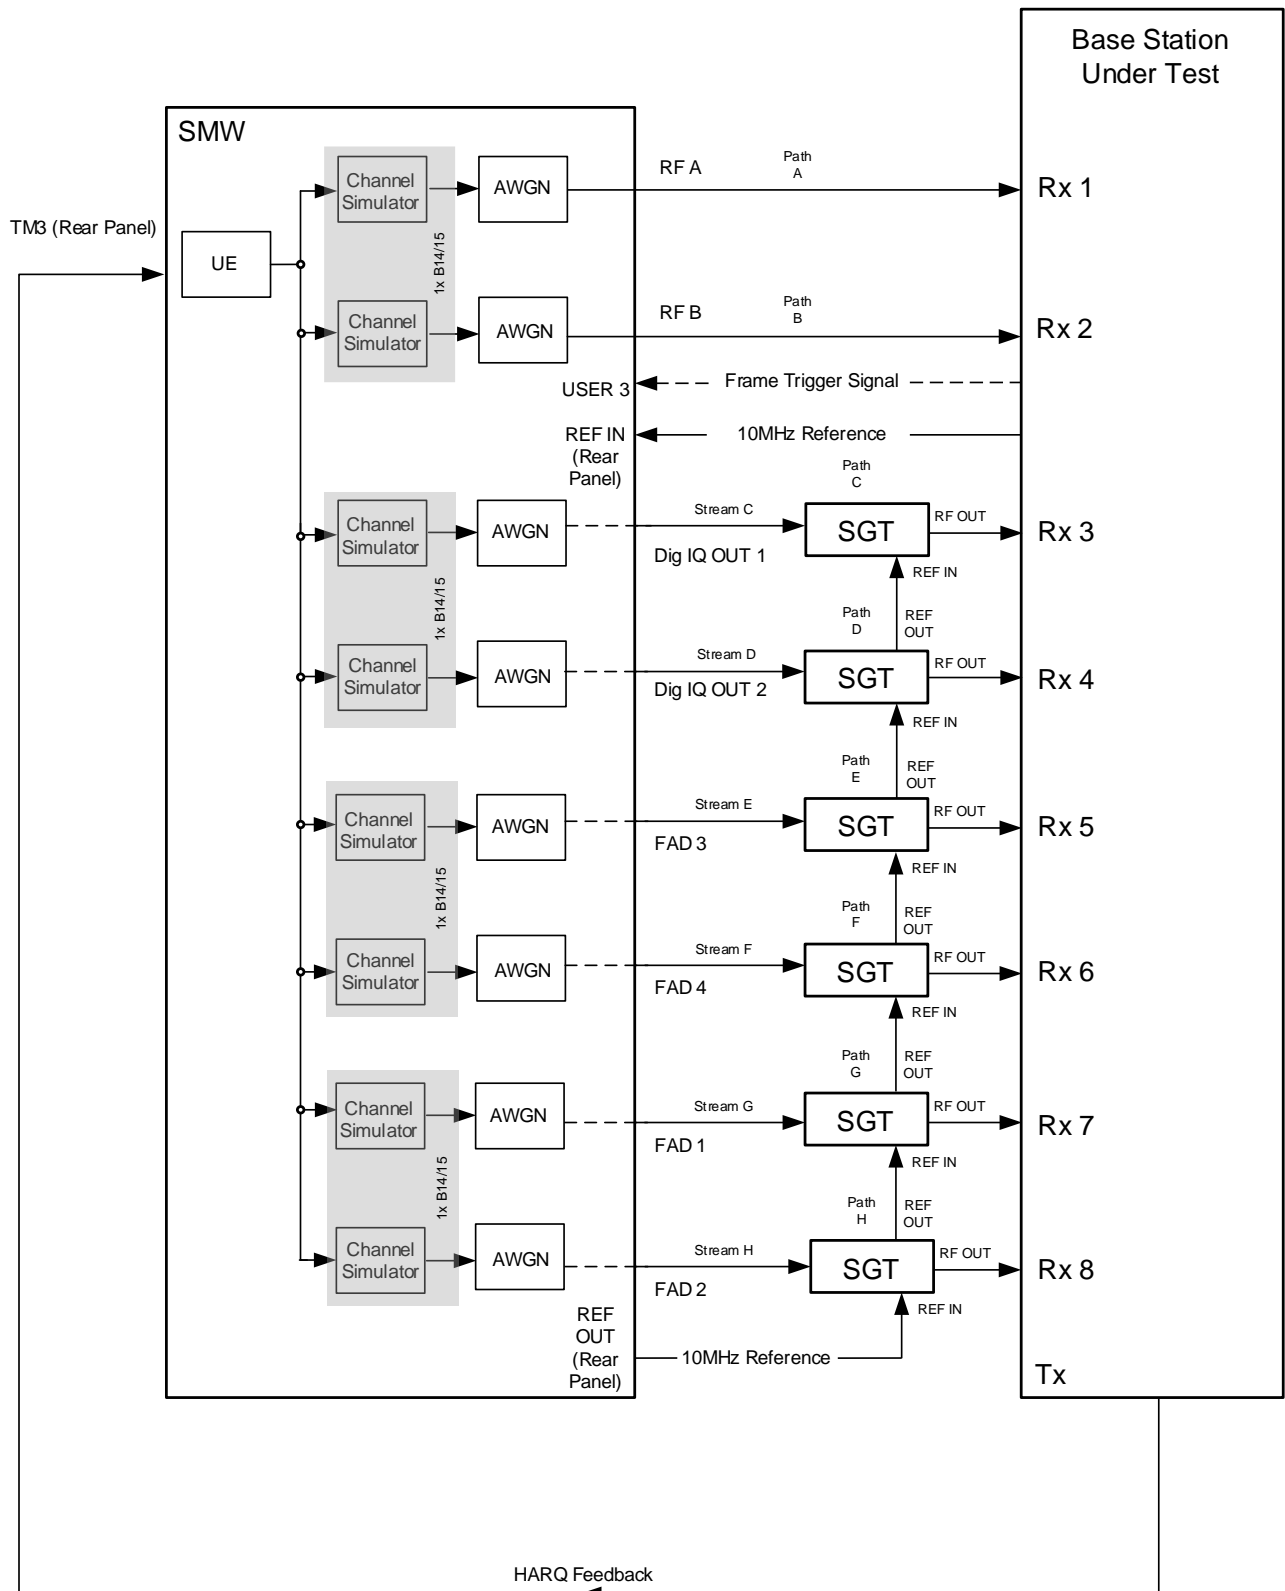 Base Station
Under Test
SMW
Channel
Simulator
AWGN
RF A
Path
A
Rx 1
TM3 (Rear Panel)
UE
1x B14/15
Channel
Simulator
AWGN
RF B
Path
B
Rx 2
USER 3
Frame Trigger Signal
REF IN
(Rear
Panel)
10MHz Reference
Path
C
Channel
Simulator
AWGN
Stream C
Dig IQ OUT 1
SGT
RF OUT
Rx 3
REF IN
1x B14/15
Path
D
REF
OUT
Channel
Simulator
AWGN
Stream D
Dig IQ OUT 2
SGT
RF OUT
Rx 4
REF IN
Path
E
REF
OUT
Channel
Simulator
AWGN
Stream E
FAD 3
SGT
RF OUT
Rx 5
REF IN
1x B14/15
Path
F
REF
OUT
Channel
Simulator
AWGN
Stream F
FAD 4
SGT
RF OUT
Rx 6
REF IN
Path
G
REF
OUT
Channel
Simulator
AWGN
Stream G
FAD 1
SGT
RF OUT
Rx 7
REF IN
1x B14/15
Path
H
REF
OUT
Channel
Simulator
AWGN
Stream H
FAD 2
SGT
RF OUT
Rx 8
REF IN
REF
OUT
(Rear
Panel)
10MHz Reference
Tx
HARQ Feedback